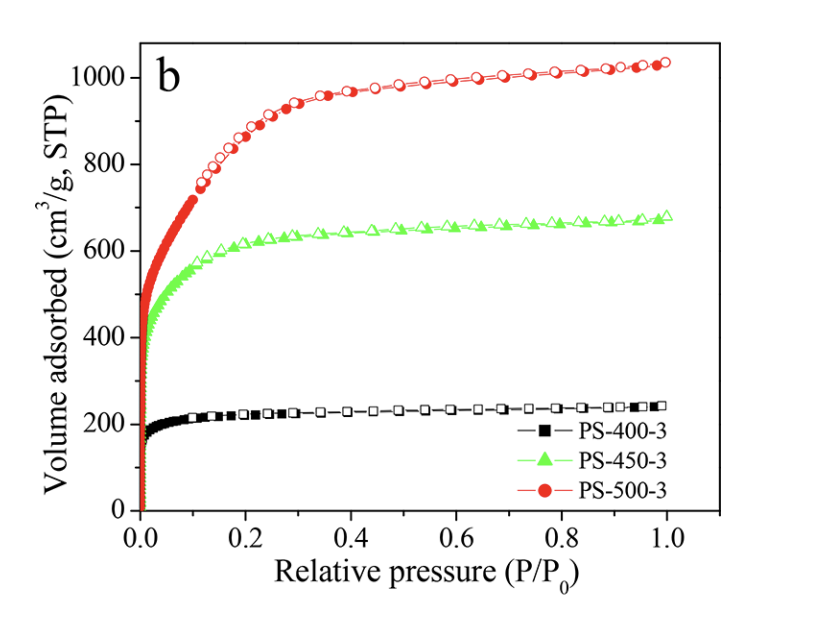 b
1000
800
600
400
200
0
Volume adsorbed (cm³/g, STP)
PS-400-3
PS-450-3
PS-500-3
0.0 0.2 0.4 0.6 0.8 1.0
Relative pressure (P/P₀)